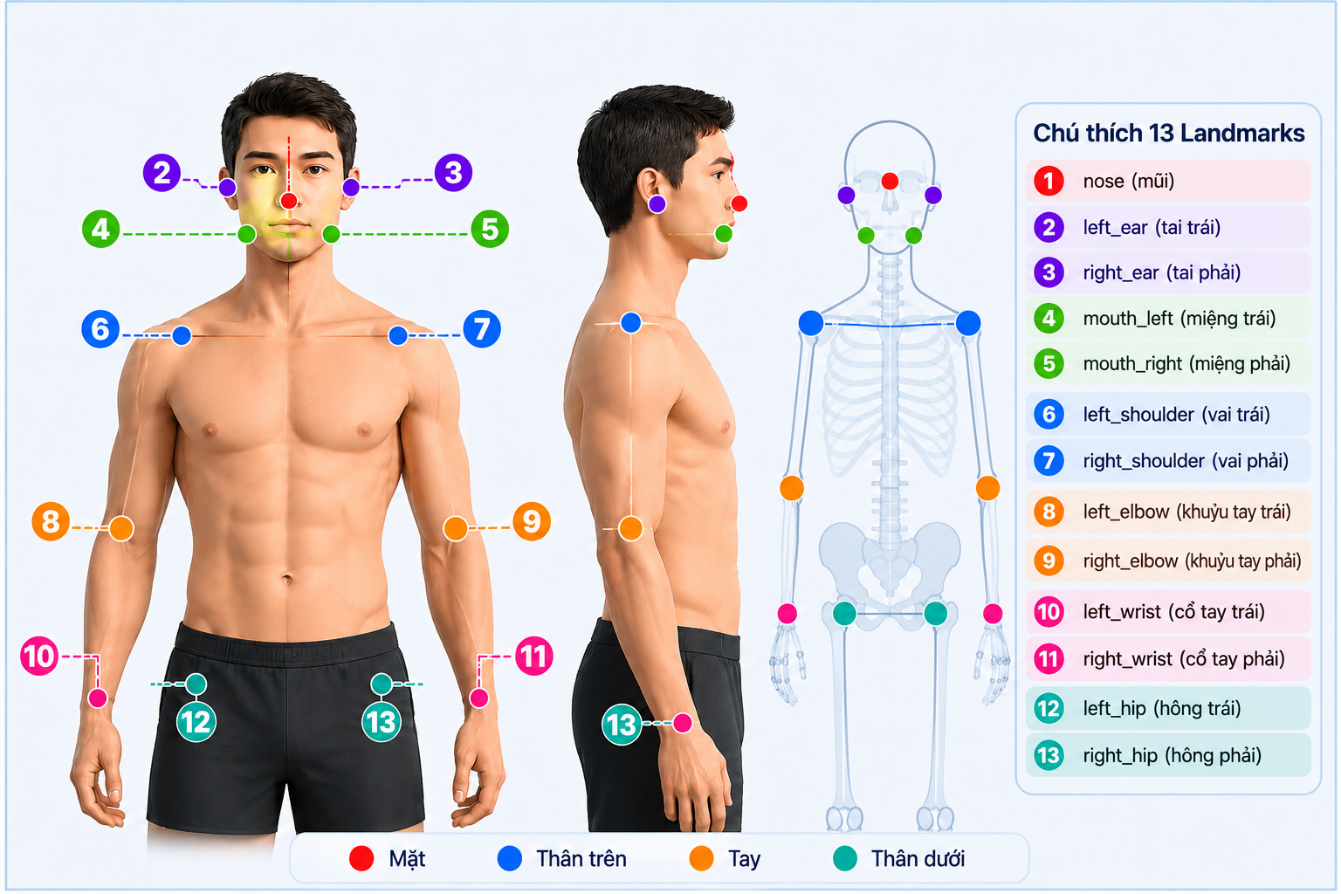 Chú thích 13 Landmarks
1 nose (mũi)
2 left_ear (tai trái)
3 right_ear (tai phải)
4 mouth_left (miệng trái)
5 mouth_right (miệng phải)
6 left_shoulder (vai trái)
7 right_shoulder (vai phải)
8 left_elbow (khuỷu tay trái)
9 right_elbow (khuỷu tay phải)
10 left_wrist (cổ tay trái)
11 right_wrist (cổ tay phải)
12 left_hip (hông trái)
13 right_hip (hông phải)
2 3
4 5
6 7
8 9
10 11
12 13
13
Mặt
Thân trên
Tay
Thân dưới